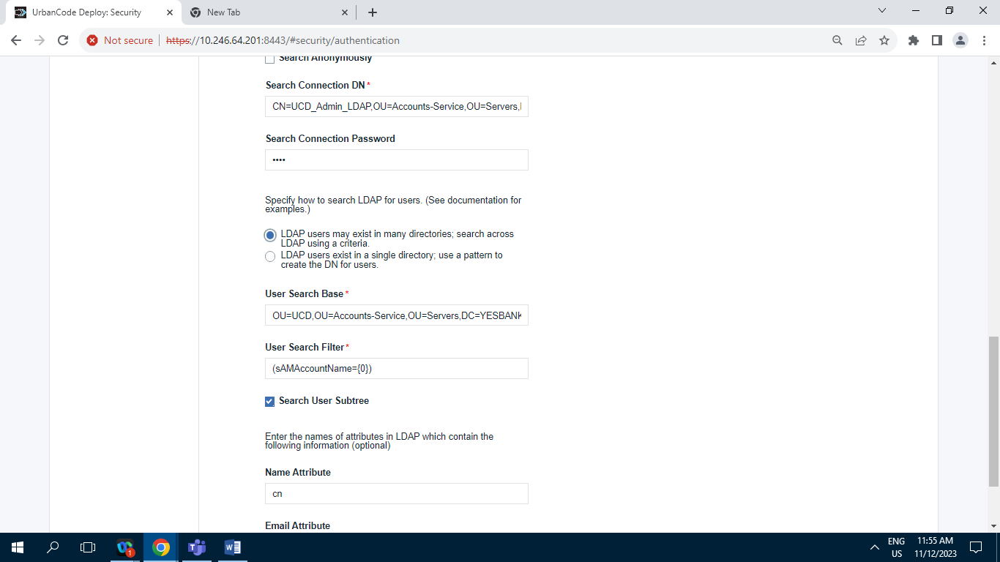 UrbanCode Deploy: Security
New Tab
Not secure
https://10.246.64.201:8443/#security/authentication
Search Anonymously
Search Connection DN *
CN=UCD_Admin_LDAP,OU=Accounts-Service,OU=Servers,
Search Connection Password
••••
Specify how to search LDAP for users. (See documentation for
examples.)
LDAP users may exist in many directories; search across
LDAP using a criteria.
LDAP users exist in a single directory; use a pattern to
create the DN for users.
User Search Base *
OU=UCD,OU=Accounts-Service,OU=Servers,DC=YESBANK
User Search Filter *
(sAMAccountName={0})
Search User Subtree
Enter the names of attributes in LDAP which contain the
following information (optional)
Name Attribute
cn
Email Attribute
1
ENG
US
11:55 AM
11/12/2023